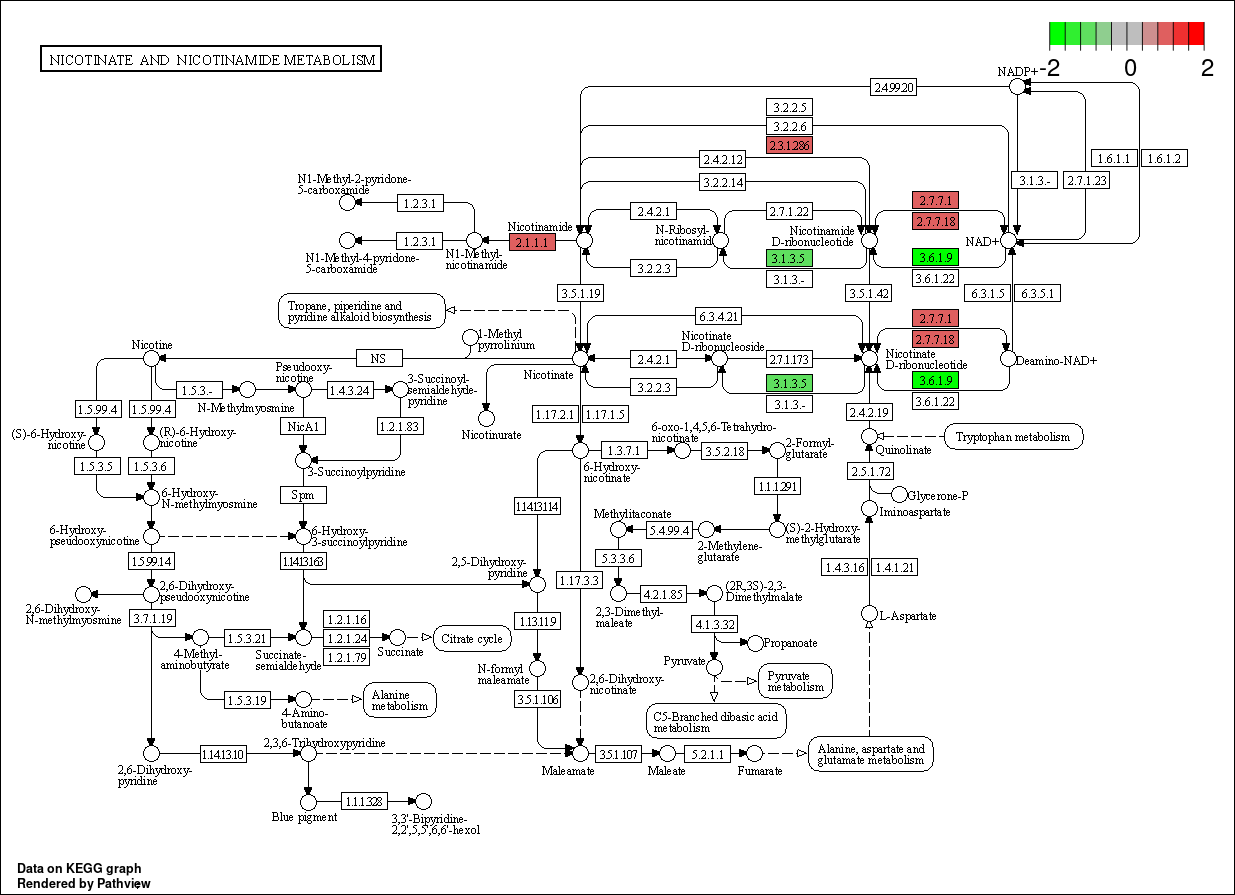 NICOTINATE AND NICOTINAMIDE METABOLISM
-2
0
2
NADP+
2.4.99.20
3.2.2.5
3.2.2.6
2.3.1.286
2.4.2.12
3.2.2.14
1.6.1.1
1.6.1.2
3.1.3.-
2.7.1.23
N1-Methyl-2-pyridone-
5-carboxamide
1.2.3.1
1.2.3.1
N1-Methyl-4-pyridone-
5-carboxamide
N1-Methyl-
nicotinamide
2.1.1.1
Nicotinamide
2.4.2.1
N-Ribosyl-
nicotinamid
3.2.2.3
2.7.1.22
Nicotinamide
D-ribonucleotide
3.1.3.5
3.1.3.-
2.7.7.1
2.7.7.18
NAD+
3.6.1.9
3.6.1.22
3.5.1.19
3.5.1.42
6.3.1.5
6.3.5.1
Tropane, piperidine and
pyridine alkaloid biosynthesis
6.3.4.21
2.7.7.1
2.7.7.18
1-Methyl
pyrrolinium
Nicotine
NS
Nicotinate
2.4.2.1
Nicotinate
D-ribonucleoside
2.7.1.173
Nicotinate
D-ribonucleotide
Deamino-NAD+
3.2.2.3
3.1.3.5
3.1.3.-
3.6.1.9
3.6.1.22
1.5.3.-
N-Methylmyosmine
Pseudooxy-
nicotine
1.4.3.24
3-Succinoyl-
semialdehyde-
pyridine
1.5.99.4
1.5.99.4
NicA1
1.2.1.83
Nicotinurate
1.17.2.1
1.17.1.5
2.4.2.19
(S)-6-Hydroxy-
nicotine
(R)-6-Hydroxy-
nicotine
6-oxo-1,4,5,6-Tetrahydro-
nicotinate
2-Formyl-
glutarate
Quinolinate
Tryptophan metabolism
1.5.3.5
1.5.3.6
3-Succinoylpyridine
6-Hydroxy-
nicotinate
1.3.7.1
3.5.2.18
2.5.1.72
6-Hydroxy-
N-methylmyosmine
Spm
1.1.1.291
Glycerone-P
Iminoaspartate
1.14.13.114
Methylitaconate
5.4.99.4
2-Methylene-
glutarate
(S)-2-Hydroxy-
methylglutarate
6-Hydroxy-
pseudooxynicotine
6-Hydroxy-
3-succinoylpyridine
1.5.99.14
1.14.13.163
2,5-Dihydroxy-
pyridine
5.3.3.6
1.4.3.16
1.4.1.21
1.17.3.3
2,6-Dihydroxy-
N-methylmyosmine
2,6-Dihydroxy-
pseudooxynicotine
2,3-Dimethyl-
maleate
4.2.1.85
(2R,3S)-2,3-
Dimethylmalate
3.7.1.19
1.13.11.9
4.1.3.32
L-Aspartate
4-Methyl-
aminobutyrate
1.5.3.21
Succinate-
semialdehyde
1.2.1.16
1.2.1.24
1.2.1.79
Succinate
Citrate cycle
Propanoate
Pyruvate
N-formyl
maleamate
2,6-Dihydroxy-
nicotinate
Pyruvate
metabolism
1.5.3.19
4-Amino-
butanoate
Alanine
metabolism
3.5.1.106
C5-Branched dibasic acid
metabolism
2,6-Dihydroxy-
pyridine
1.14.13.10
2,3,6-Trihydroxypyridine
Maleamate
3.5.1.107
Maleate
5.2.1.1
Fumarate
Alanine, aspartate and
glutamate metabolism
Blue pigment
1.1.1.328
3,3'-Bipyridine-
2,2',5,5',6,6'-hexol
Data on KEGG graph
Rendered by Pathview